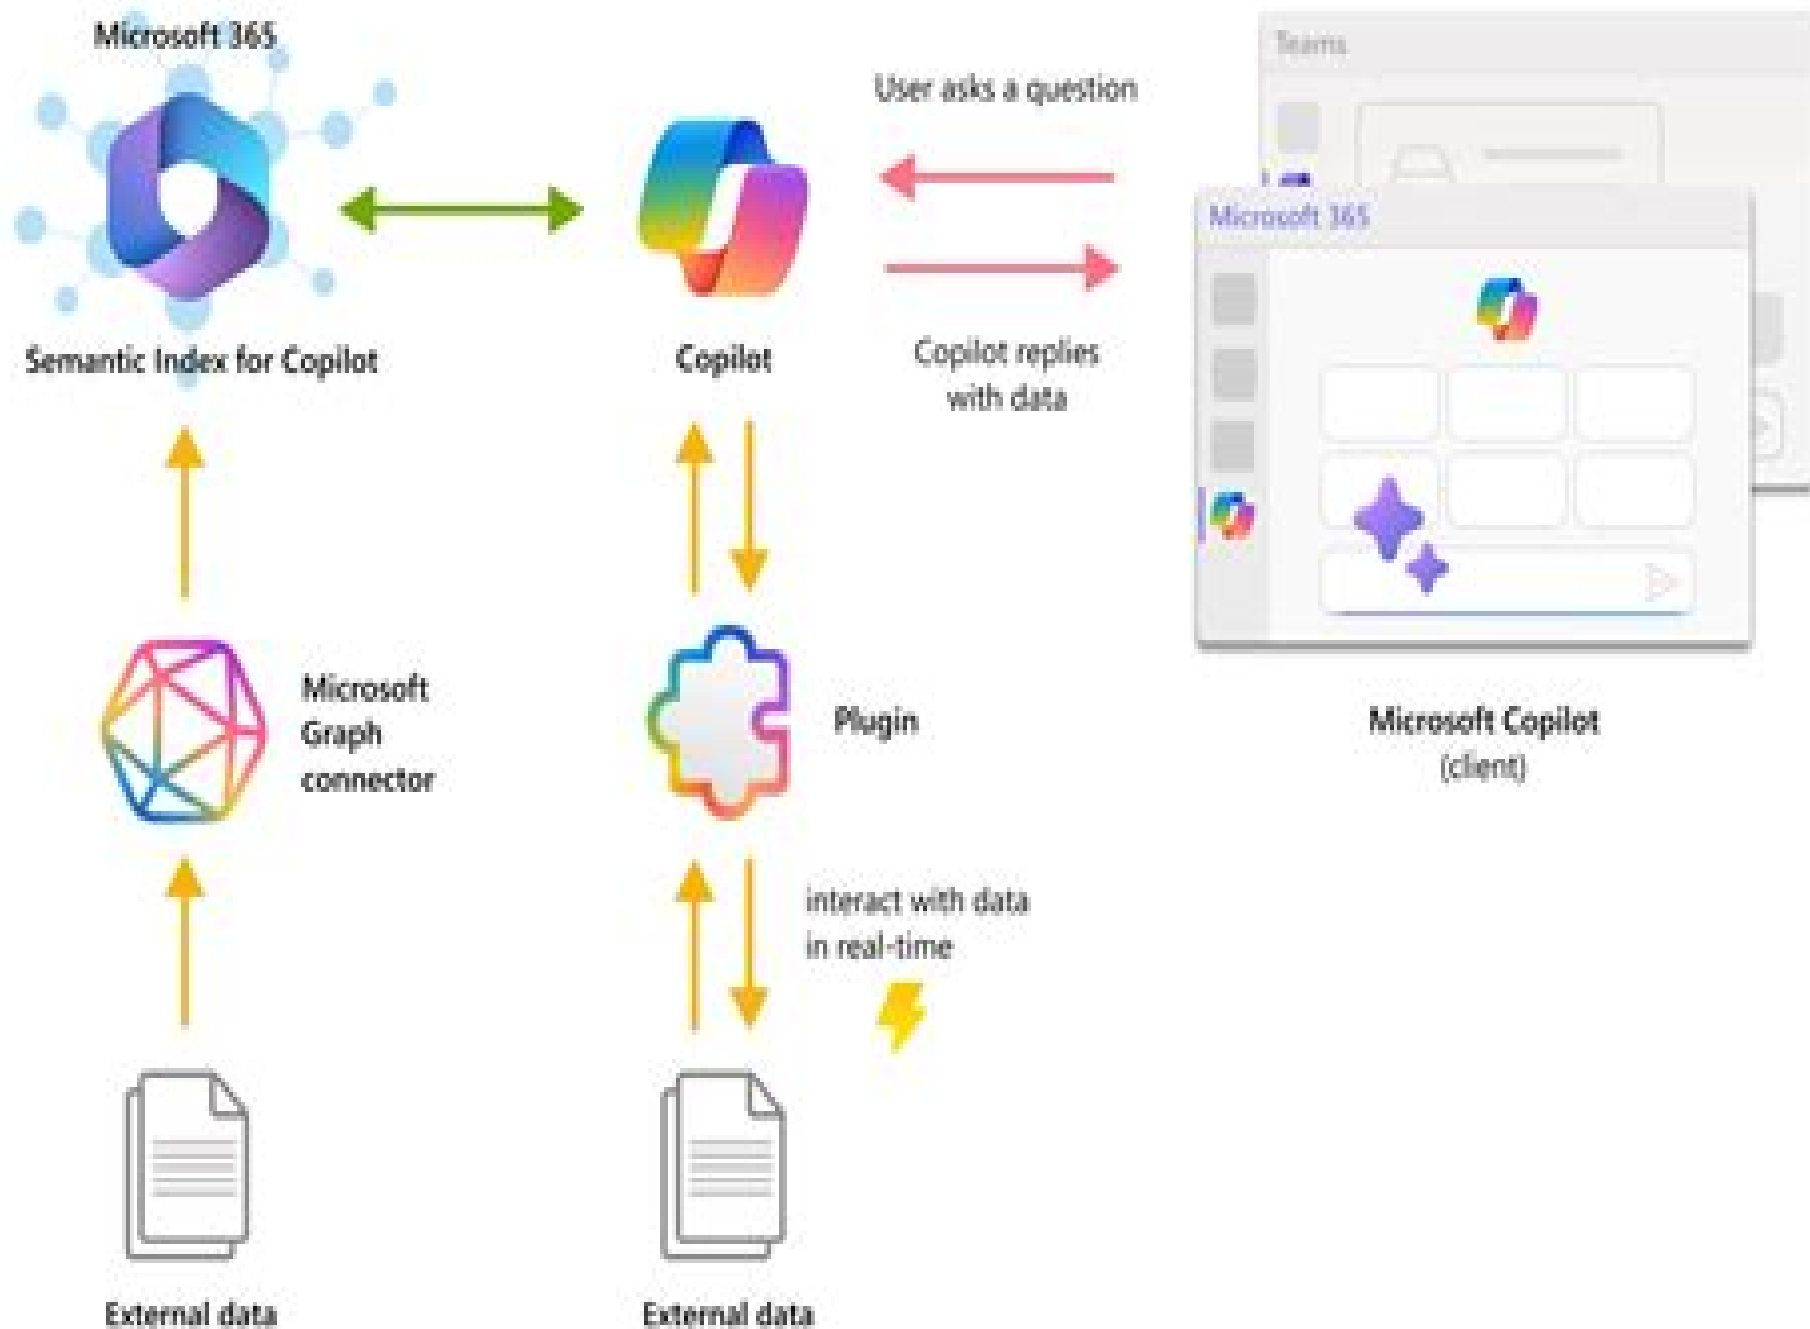 Microsoft 365
Semantic Index for Copilot
Copilot
User asks a question
Copilot replies
with data
Teams
Microsoft 365
Microsoft
Graph
connector
Plugin
Microsoft Copilot
(client)
interact with data
in real-time
External data
External data